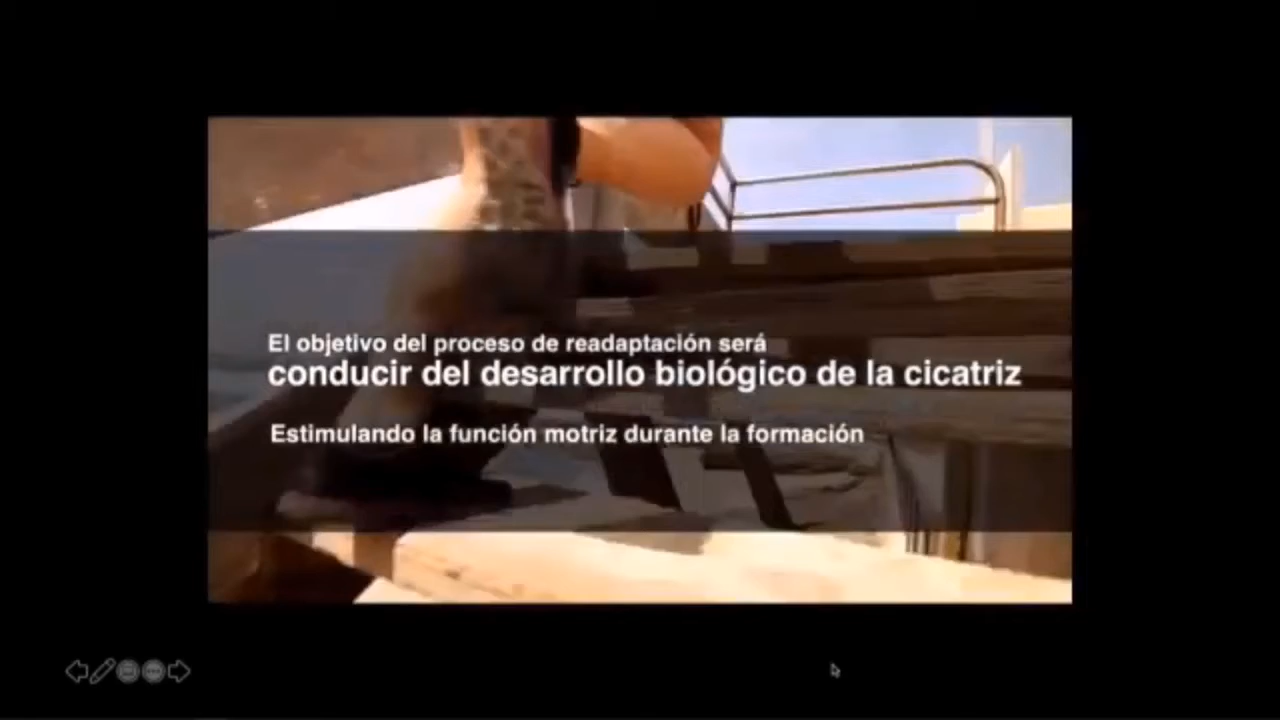 El objetivo del proceso de readaptación será
conducir del desarrollo biológico de la cicatriz
Estimulando la función motriz durante la formación